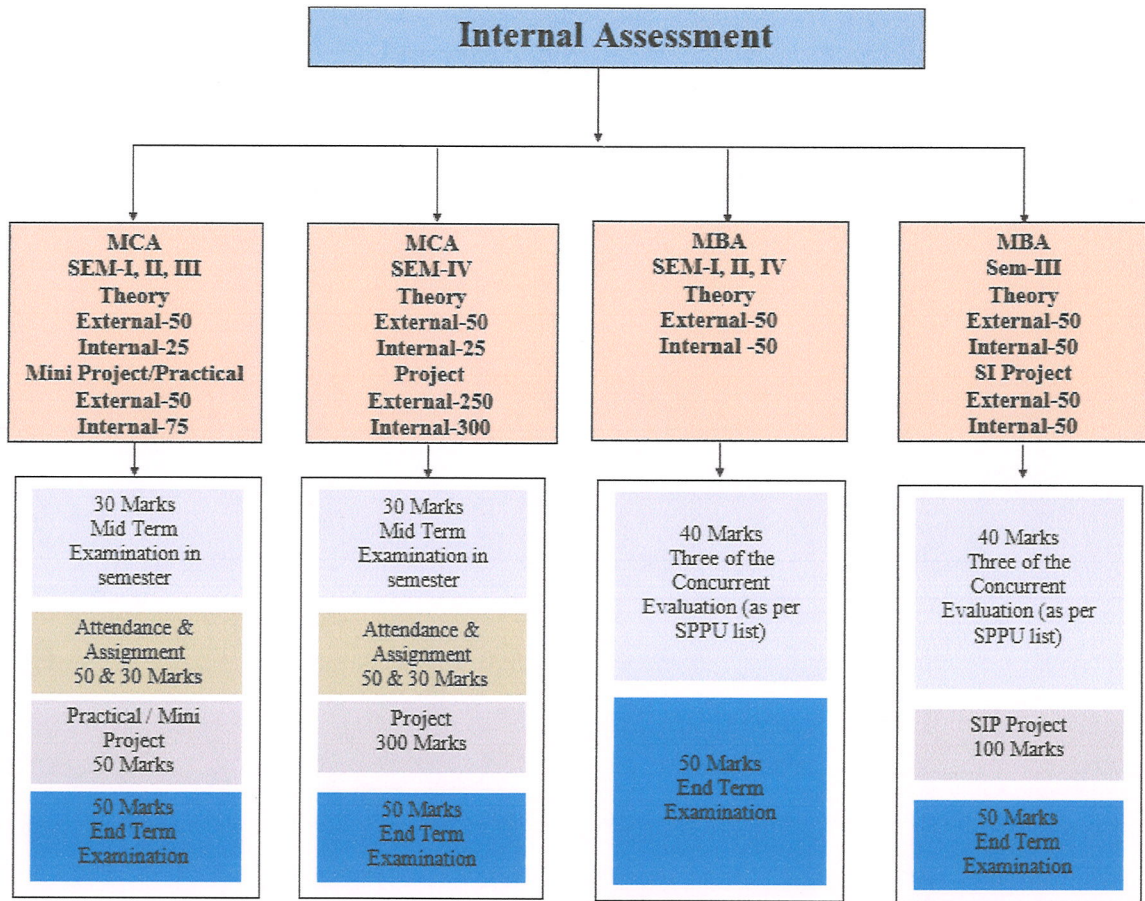 Internal Assessment
MCA
SEM-I, II, III
Theory
External-50
Internal-25
Mini Project/Practical
External-50
Internal-75
MCA
SEM-IV
Theory
External-50
Internal-25
Project
External-250
Internal-300
MBA
SEM-I, II, IV
Theory
External-50
Internal -50
MBA
Sem-III
Theory
External-50
Internal-50
SI Project
External-50
Internal-50
30 Marks
Mid Term
Examination in
semester
Attendance &
Assignment
50 & 30 Marks
Practical / Mini
Project
50 Marks
50 Marks
End Term
Examination
30 Marks
Mid Term
Examination in
semester
Attendance &
Assignment
50 & 30 Marks
Project
300 Marks
50 Marks
End Term
Examination
40 Marks
Three of the
Concurrent
Evaluation (as per
SPPU list)
50 Marks
End Term
Examination
40 Marks
Three of the
Concurrent
Evaluation (as per
SPPU list)
SIP Project
100 Marks
50 Marks
End Term
Examination